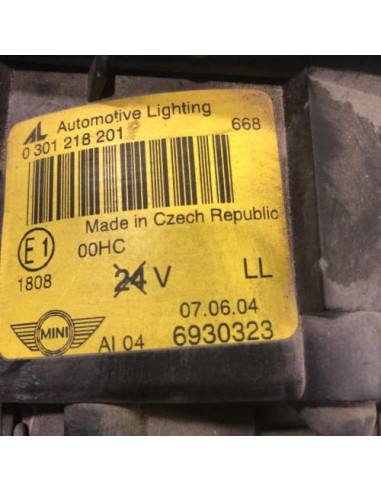 AL Automotive Lighting
0 301 218 201 668
Made in Czech Republic
E1 00HC
1808 24 V LL
07.06.04
MINI AI 04 6930323